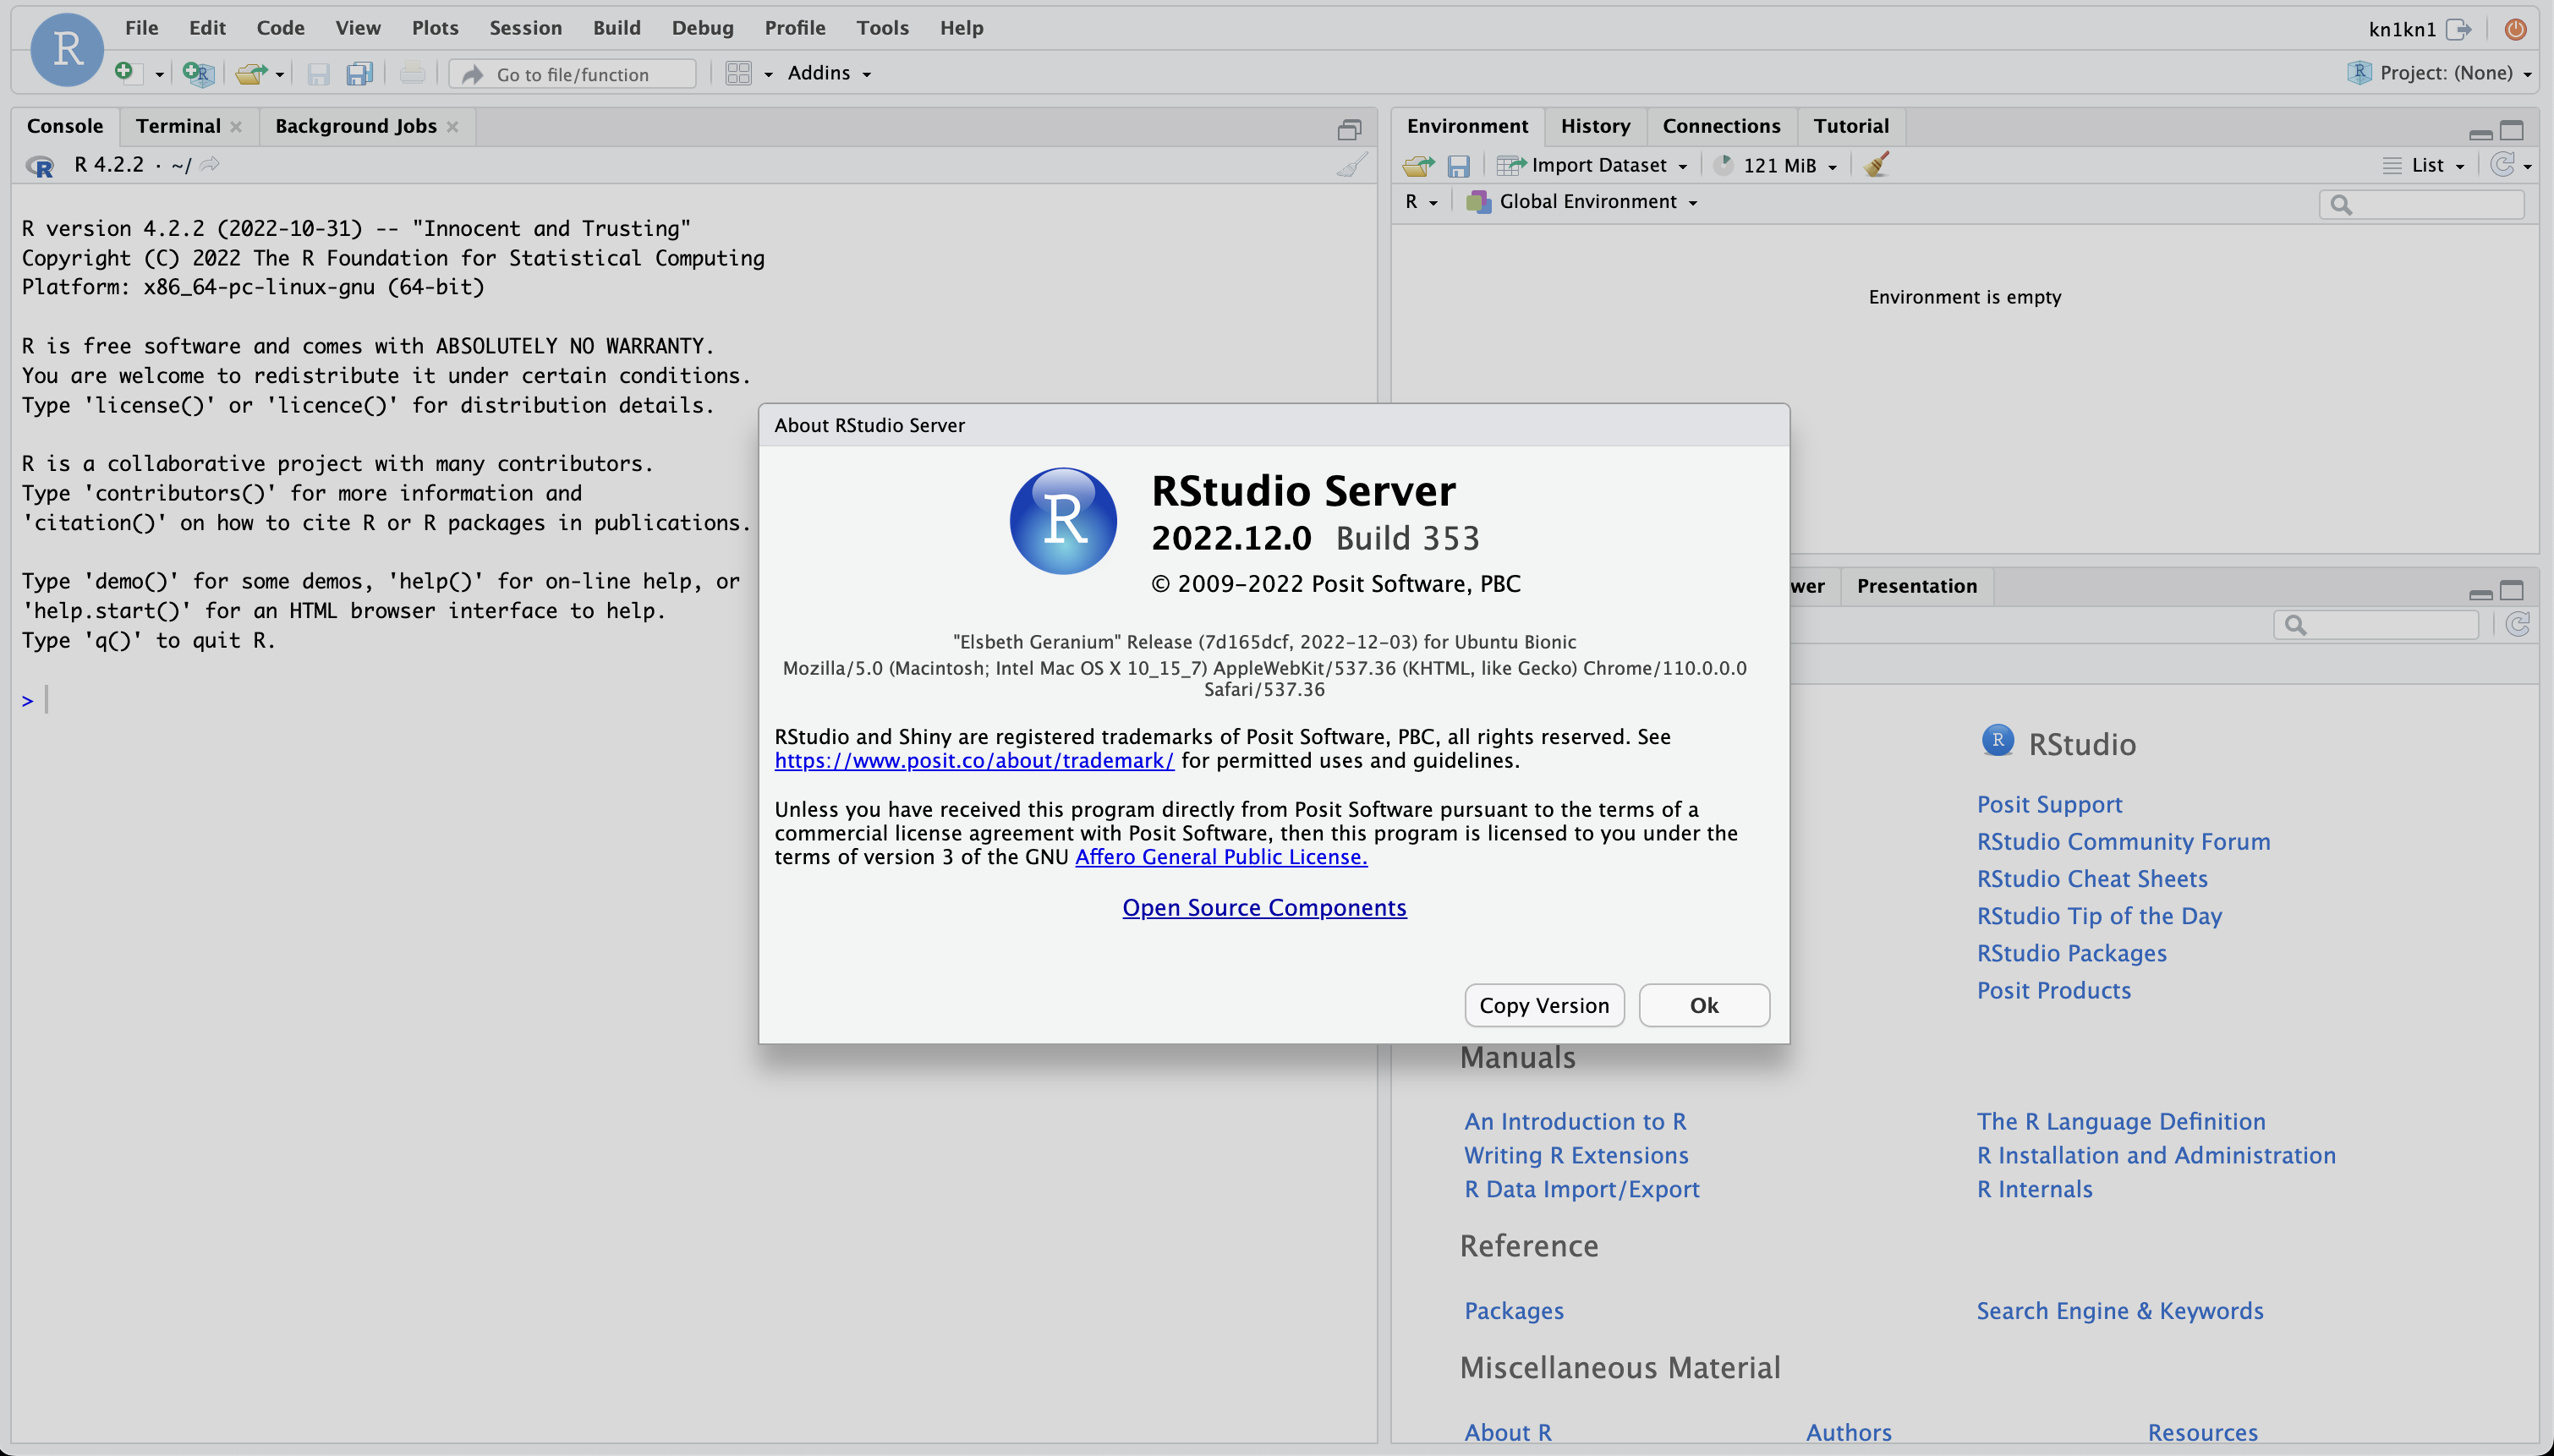 File Edit Code View Plots Session Build Debug Profile Tools Help
kn1kn1
Go to file/function
Addins
Project: (None)
Console Terminal Background Jobs
R 4.2.2 · ~/
R version 4.2.2 (2022-10-31) -- "Innocent and Trusting"
Copyright (C) 2022 The R Foundation for Statistical Computing
Platform: x86_64-pc-linux-gnu (64-bit)
R is free software and comes with ABSOLUTELY NO WARRANTY.
You are welcome to redistribute it under certain conditions.
Type 'license()' or 'licence()' for distribution details.
R is a collaborative project with many contributors.
Type 'contributors()' for more information and
'citation()' on how to cite R or R packages in publications.
Type 'demo()' for some demos, 'help()' for on-line help, or
'help.start()' for an HTML browser interface to help.
Type 'q()' to quit R.
>
Environment History Connections Tutorial
Import Dataset 121 MiB List
R Global Environment
Environment is empty
About RStudio Server
R
RStudio Server
2022.12.0 Build 353
© 2009-2022 Posit Software, PBC
"Elsbeth Geranium" Release (7d165dcf, 2022-12-03) for Ubuntu Bionic
Mozilla/5.0 (Macintosh; Intel Mac OS X 10_15_7) AppleWebKit/537.36 (KHTML, like Gecko) Chrome/110.0.0.0
Safari/537.36
RStudio and Shiny are registered trademarks of Posit Software, PBC, all rights reserved. See
https://www.posit.co/about/trademark/ for permitted uses and guidelines.
Unless you have received this program directly from Posit Software pursuant to the terms of a
commercial license agreement with Posit Software, then this program is licensed to you under the
terms of version 3 of the GNU Affero General Public License.
Open Source Components
Copy Version Ok
wer Presentation
RStudio
Posit Support
RStudio Community Forum
RStudio Cheat Sheets
RStudio Tip of the Day
RStudio Packages
Posit Products
Manuals
An Introduction to R The R Language Definition
Writing R Extensions R Installation and Administration
R Data Import/Export R Internals
Reference
Packages Search Engine & Keywords
Miscellaneous Material
About R Authors Resources